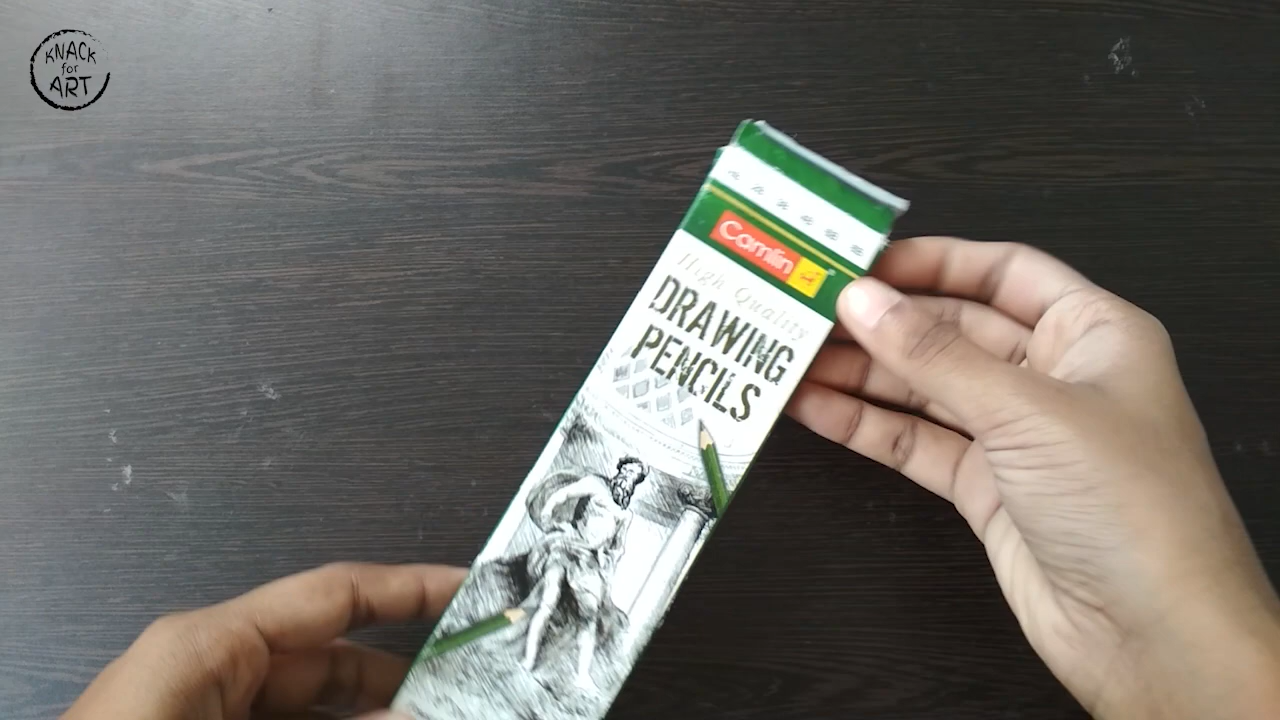 KNACK
for
ART
Camlin
High Quality
DRAWING
PENCILS